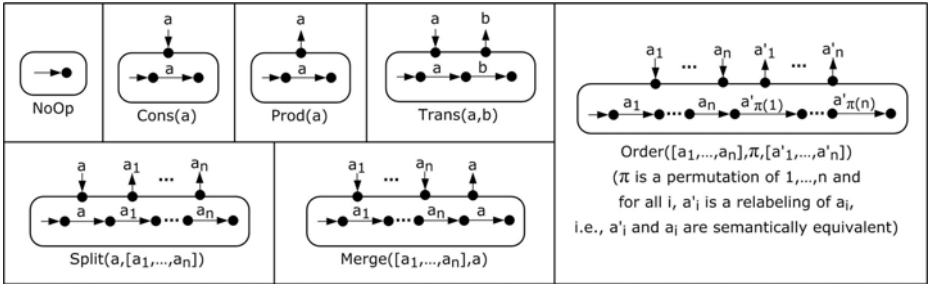 a
a
a
b
NoOp
a
Cons(a)
a
Prod(a)
a
b
Trans(a,b)
a₁ ... aₙ a'₁ ... a'ₙ
a₁ ... aₙ a'π(1) ... a'π(n)
Order([a₁,...,aₙ],π,[a'₁,...,a'ₙ])
(π is a permutation of 1,...,n and
for all i, a'ᵢ is a relabeling of aᵢ,
i.e., a'ᵢ and aᵢ are semantically equivalent)
a a₁ ... aₙ
a a₁ ... aₙ
Split(a,[a₁,...,aₙ])
a₁ ... aₙ a
a₁ ... aₙ a
Merge([a₁,...,aₙ],a)